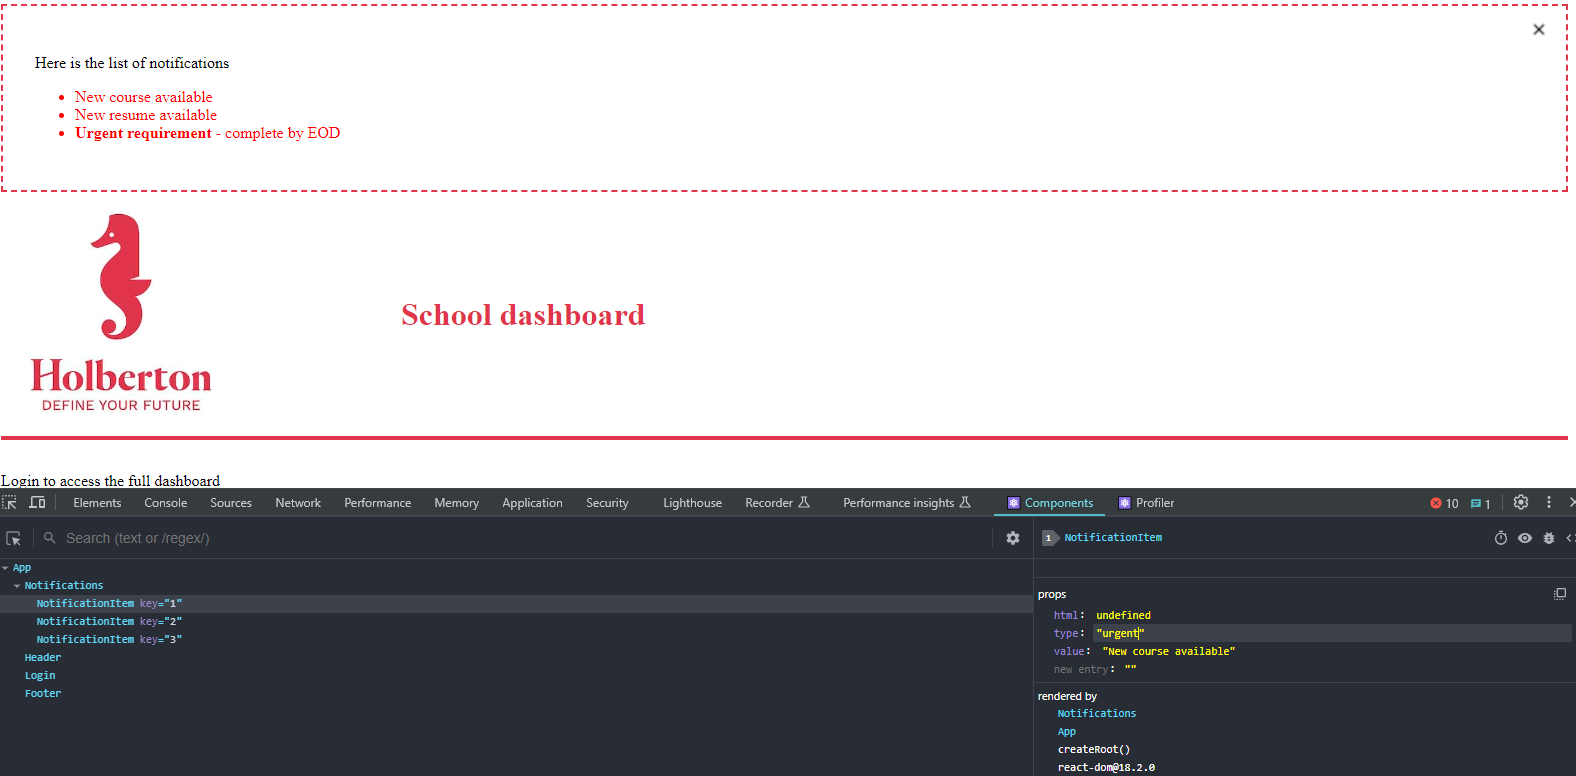 Here is the list of notifications
New course available
New resume available
Urgent requirement - complete by EOD
Holberton
DEFINE YOUR FUTURE
School dashboard
Login to access the full dashboard
Elements Console Sources Network Performance Memory Application Security Lighthouse Recorder Performance insights Components Profiler 10 1
Search (text or /regex/)
1 NotificationItem
App
Notifications
NotificationItem key="1"
NotificationItem key="2"
NotificationItem key="3"
Header
Login
Footer
props
html: undefined
type: "urgent"
value: "New course available"
new entry: ""
rendered by
Notifications
App
createRoot()
react-dom@18.2.0